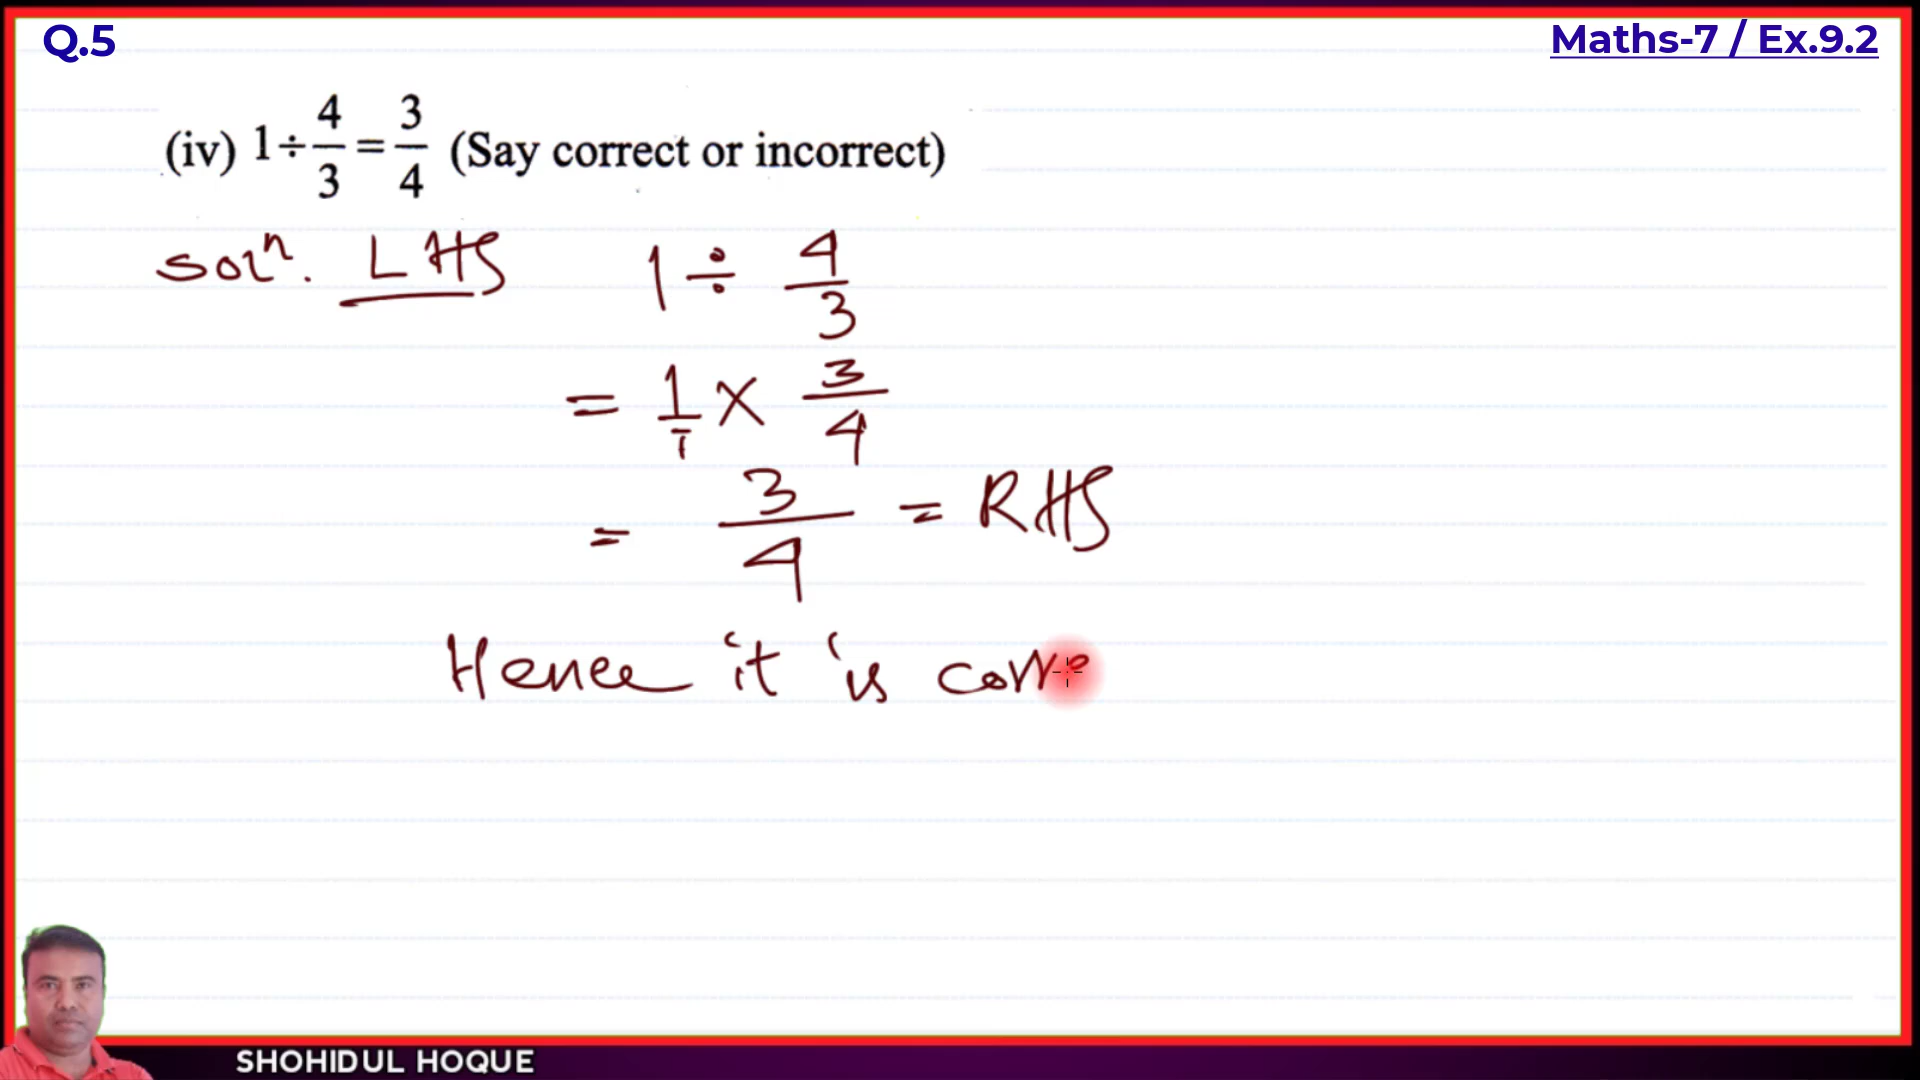 Q.5
Maths-7 / Ex.9.2
(iv) 1 ÷ 4/3 = 3/4 (Say correct or incorrect)
Solⁿ. LHS 1 ÷ 4/3
= 1/1 × 3/4
= 3/4 = RHS
Hence it is corre
SHOHIDUL HOQUE